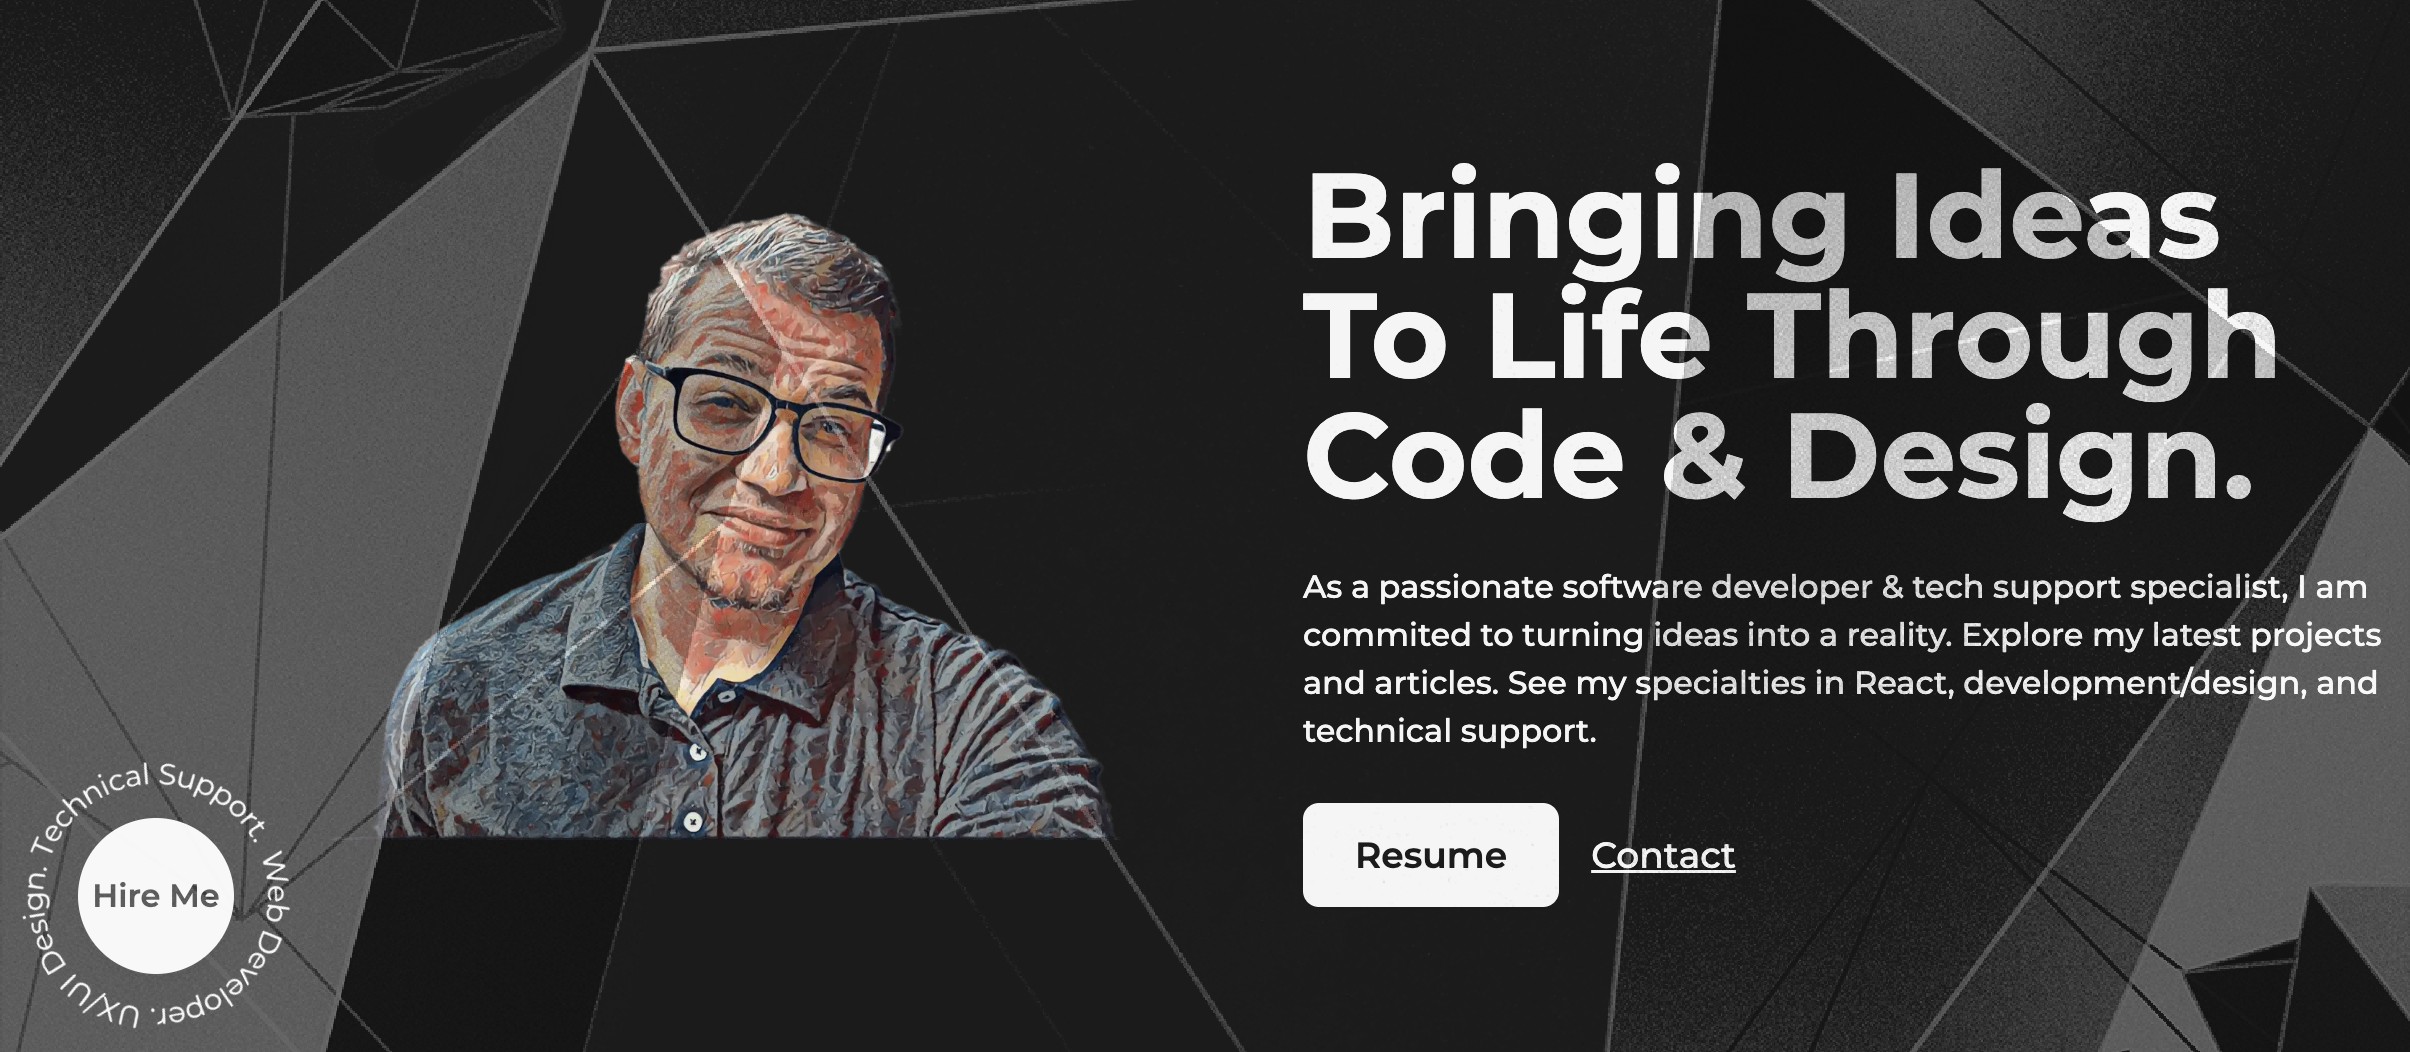 Bringing Ideas
To Life Through
Code & Design.
As a passionate software developer & tech support specialist, I am
commited to turning ideas into a reality. Explore my latest projects
and articles. See my specialties in React, development/design, and
technical support.
Resume
Contact
Technical Support. Web Developer. UX/UI Design.
Hire Me